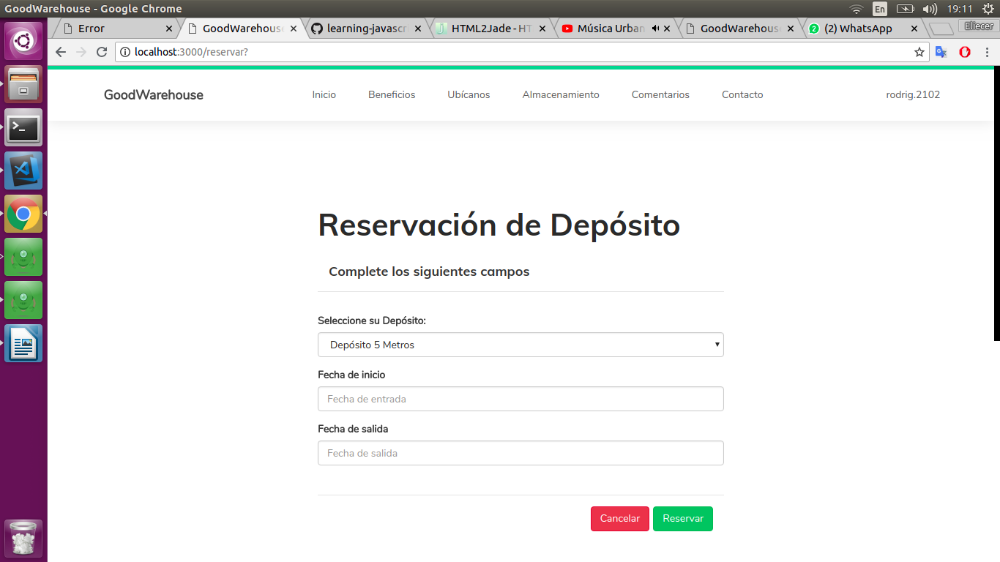 GoodWarehouse - Google Chrome
En
19:11
Error
GoodWarehouse
learning-javascr
HTML2Jade - HT
Música Urban
GoodWarehouse
(2) WhatsApp
Eliecer
localhost:3000/reservar?
GoodWarehouse
Inicio
Beneficios
Ubícanos
Almacenamiento
Comentarios
Contacto
rodrig.2102
Reservación de Depósito
Complete los siguientes campos
Seleccione su Depósito:
Depósito 5 Metros
Fecha de inicio
Fecha de entrada
Fecha de salida
Fecha de salida
Cancelar
Reservar